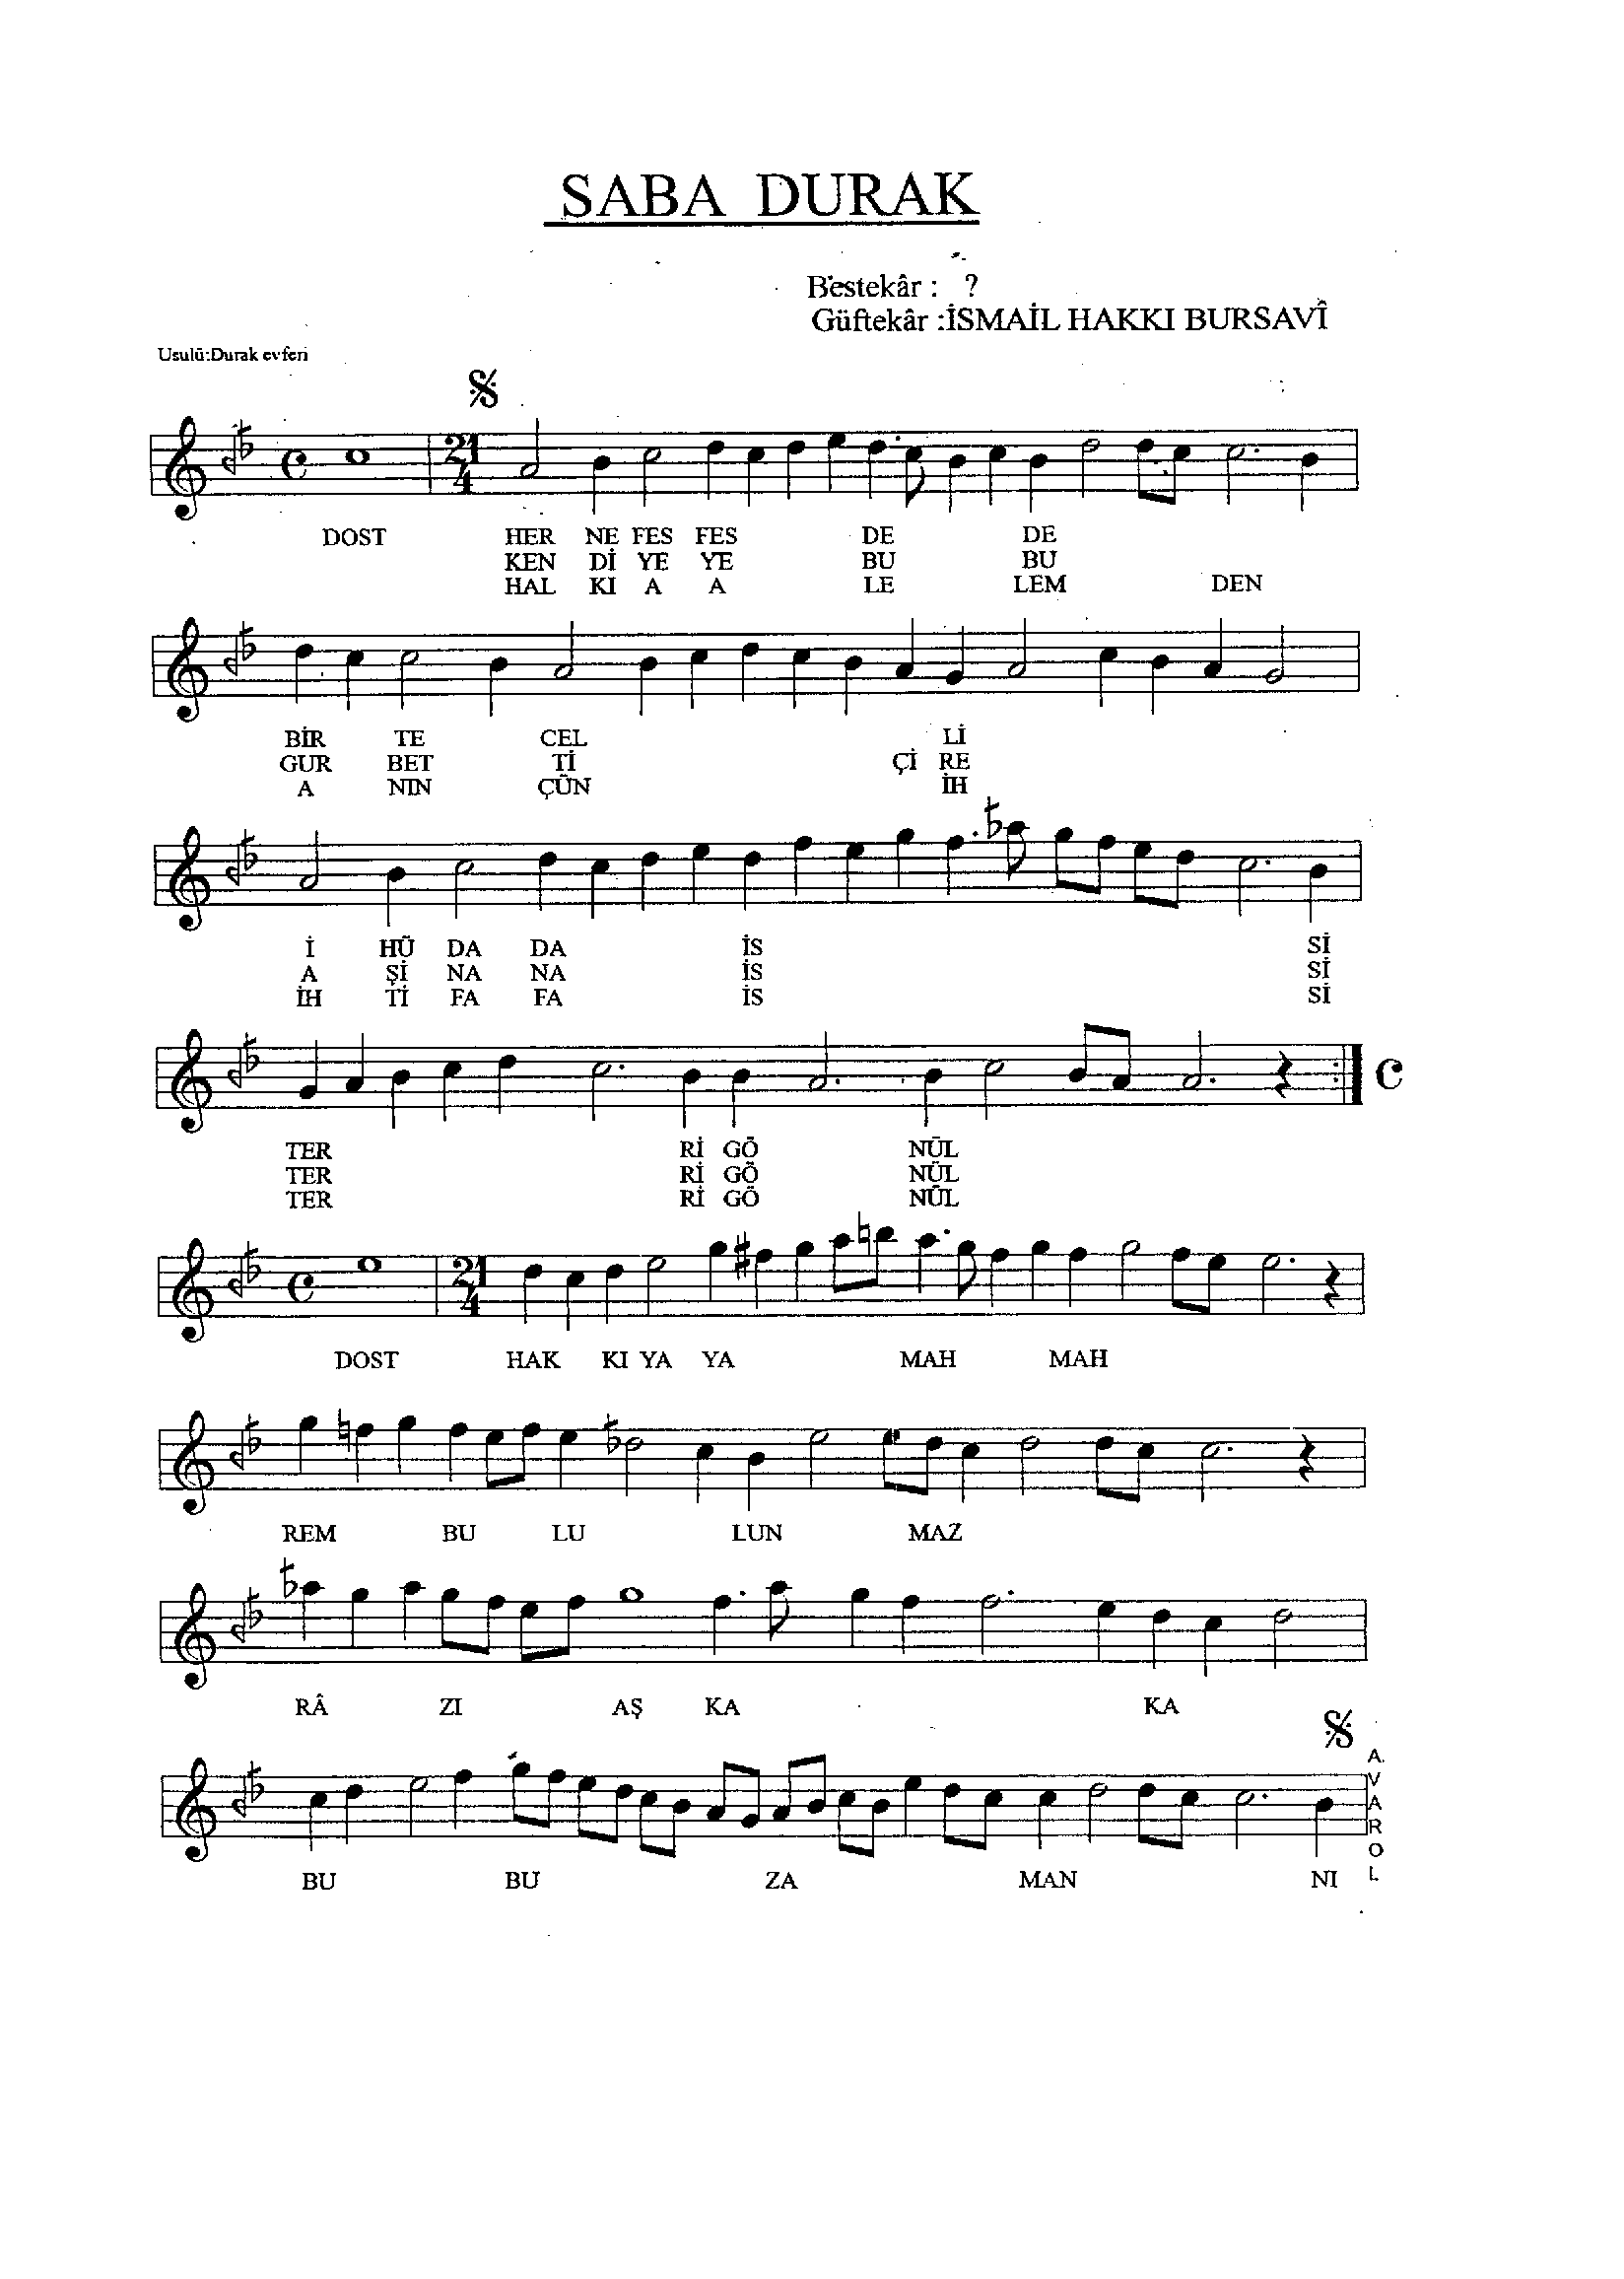 SABA DURAK
Bestekâr : ?
Güftekâr :İSMAİL HAKKI BURSAVÎ
Usulü:Durak evferi
21
4
DOST HER NE FES FES DE DE
KEN Dİ YE YE BU BU
HAL KI A A LE LEM DEN
BİR TE CEL Lİ
GUR BET Tİ Çİ RE
A NIN ÇÜN İH
İ HÜ DA DA İS Sİ
A Şİ NA NA İS Sİ
İH Tİ FA FA İS Sİ
TER Rİ GÖ NÜL
TER Rİ GÖ NÜL
TER Rİ GÖ NÜL
21
4
DOST HAK KI YA YA MAH MAH
REM BU LU LUN MAZ
RÂ ZI AŞ KA KA
BU BU ZA MAN NI
A.VAROL